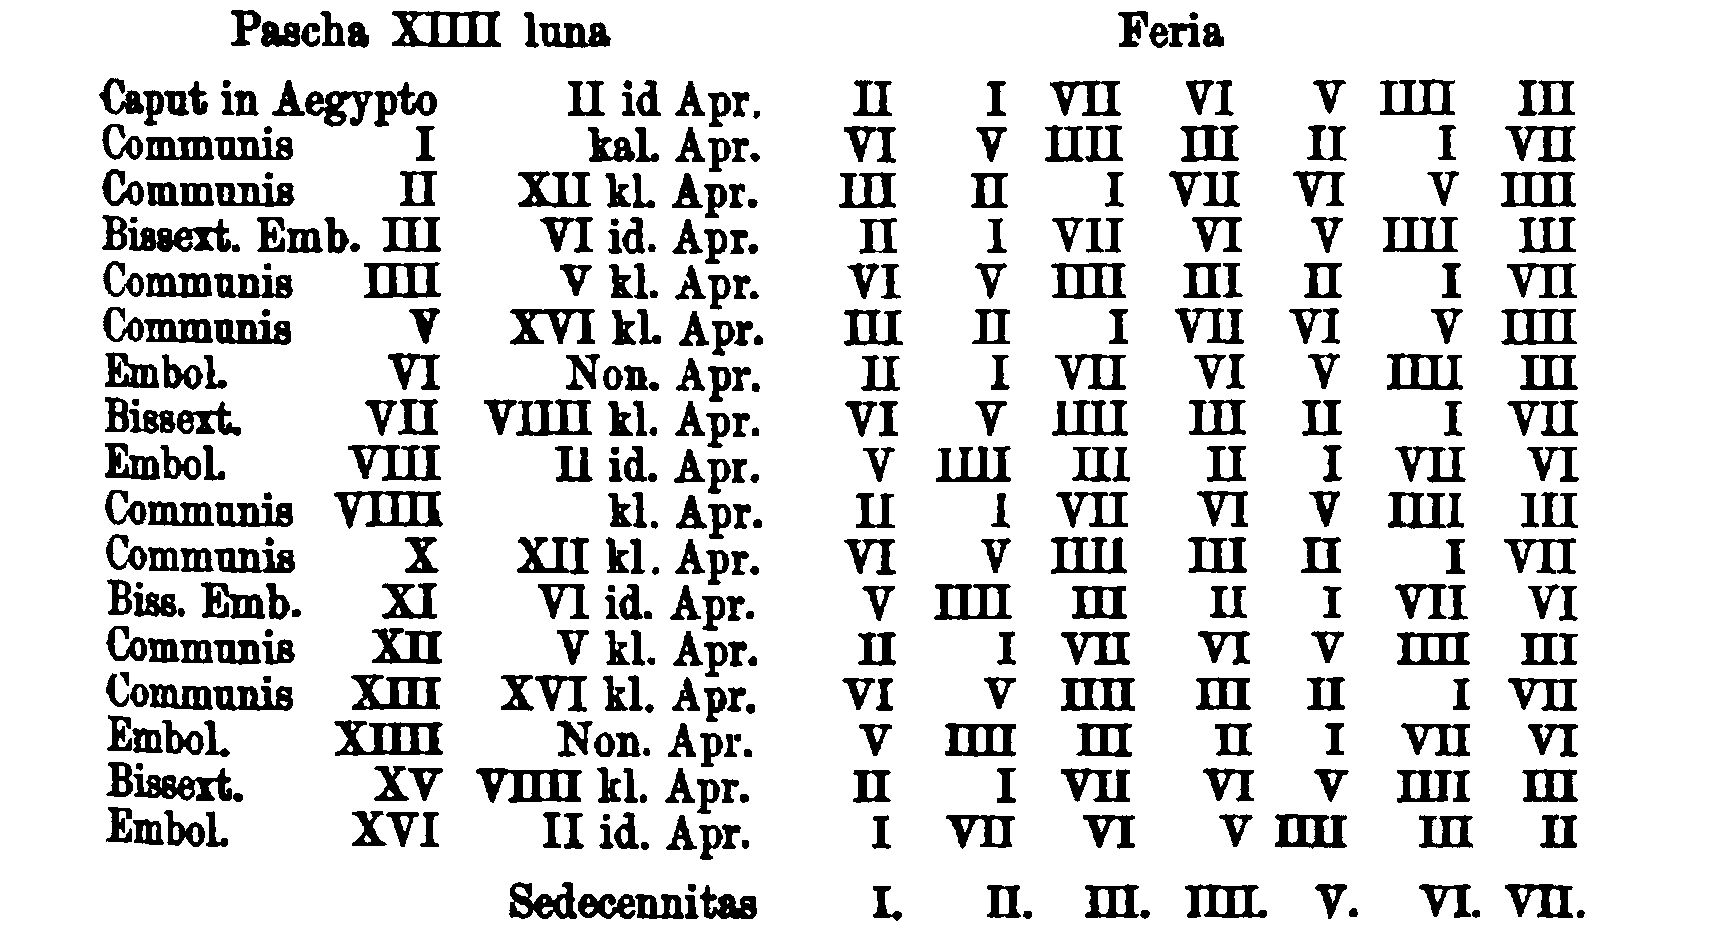 Pascha XIIII luna Feria
Caput in Aegypto II id Apr. II I VII VI V IIII III
Communis I kal. Apr. VI V IIII III II I VII
Communis II XII kl. Apr. III II I VII VI V IIII
Bissext. Emb. III VI id. Apr. II I VII VI V IIII III
Communis IIII V kl. Apr. VI V IIII III II I VII
Communis V XVI kl. Apr. III II I VII VI V IIII
Embol. VI Non. Apr. II I VII VI V IIII III
Bissext. VII VIIII kl. Apr. VI V IIII III II I VII
Embol. VIII II id. Apr. V IIII III II I VII VI
Communis VIIII kl. Apr. II I VII VI V IIII III
Communis X XII kl. Apr. VI V IIII III II I VII
Biss. Emb. XI VI id. Apr. V IIII III II I VII VI
Communis XII V kl. Apr. II I VII VI V IIII III
Communis XIII XVI kl. Apr. VI V IIII III II I VII
Embol. XIIII Non. Apr. V IIII III II I VII VI
Bissext. XV VIIII kl. Apr. II I VII VI V IIII III
Embol. XVI II id. Apr. I VII VI V IIII III II
Sedecennitas I. II. III. IIII. V. VI. VII.